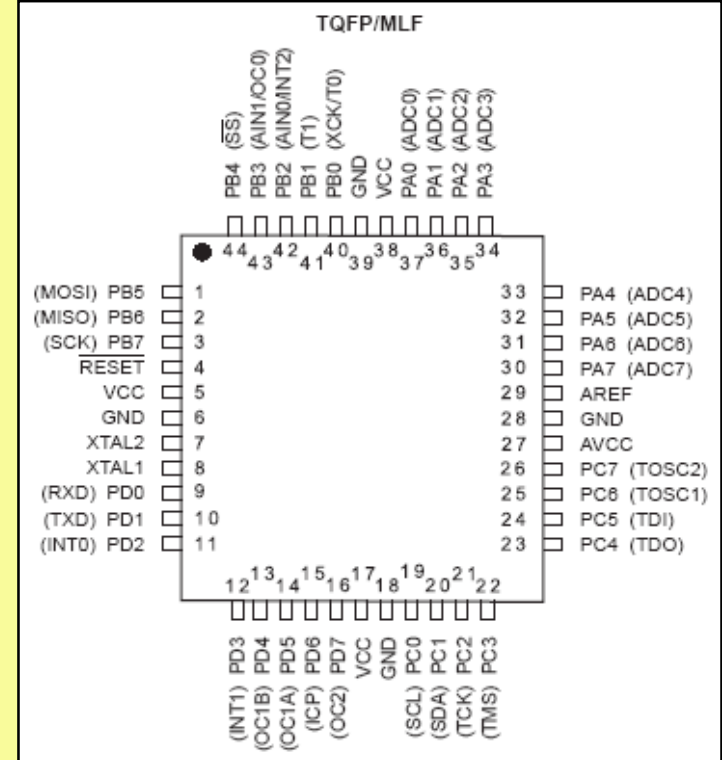 TQFP/MLF
PB4 (SS)
PB3 (AIN1/OC0)
PB2 (AIN0/INT2)
PB1 (T1)
PB0 (XCK/T0)
GND
VCC
PA0 (ADC0)
PA1 (ADC1)
PA2 (ADC2)
PA3 (ADC3)
44
43
42
41
40
39
38
37
36
35
34
(MOSI) PB5 1
(MISO) PB6 2
(SCK) PB7 3
RESET 4
VCC 5
GND 6
XTAL2 7
XTAL1 8
(RXD) PD0 9
(TXD) PD1 10
(INT0) PD2 11
33 PA4 (ADC4)
32 PA5 (ADC5)
31 PA6 (ADC6)
30 PA7 (ADC7)
29 AREF
28 GND
27 AVCC
26 PC7 (TOSC2)
25 PC6 (TOSC1)
24 PC5 (TDI)
23 PC4 (TDO)
12
13
14
15
16
17
18
19
20
21
22
(INT1) PD3
(OC1B) PD4
(OC1A) PD5
(ICP) PD6
(OC2) PD7
VCC
GND
(SCL) PC0
(SDA) PC1
(TCK) PC2
(TMS) PC3